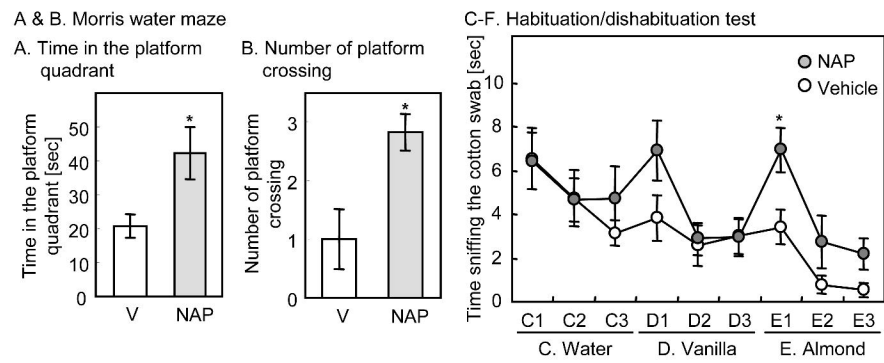 A & B. Morris water maze
A. Time in the platform
quadrant
Time in the platform
quadrant [sec]
50
40
30
20
10
0
V
NAP
*
B. Number of platform
crossing
Number of platform
crossing
3
2
1
0
V
NAP
*
C-F. Habituation/dishabituation test
Time sniffing the cotton swab [sec]
10
8
6
4
2
0
NAP
Vehicle
*
C1 C2 C3 D1 D2 D3 E1 E2 E3
C. Water D. Vanilla E. Almond